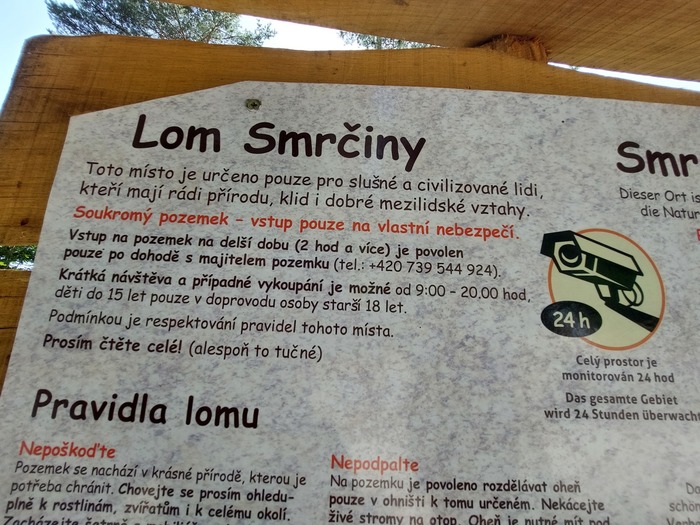 Lom Smrčiny
Toto místo je určeno pouze pro slušné a civilizované lidi,
kteří mají rádi přírodu, klid i dobré mezilidské vztahy.
Soukromý pozemek – vstup pouze na vlastní nebezpečí.
Vstup na pozemek na delší dobu (2 hod a více) je povolen
pouze po dohodě s majitelem pozemku (tel.: +420 739 544 924).
Krátká návštěva a případné vykoupání je možné od 9:00 – 20,00 hod,
děti do 15 let pouze v doprovodu osoby starší 18 let.
Podmínkou je respektování pravidel tohoto místa.
Prosím čtěte celé! (alespoň to tučné)
Smr
Dieser Ort is
die Natur
24 h
Celý prostor je
monitorován 24 hod
Das gesamte Gebiet
wird 24 Stunden überwacht
Pravidla lomu
Nepoškoďte
Pozemek se nachází v krásné přírodě, kterou je
potřeba chránit. Chovejte se prosím ohledu-
plně k rostlinám, zvířatům i k celému okolí.
Nepodpalte
Na pozemku je povoleno rozdělávat oheň
pouze v ohništi k tomu určeném. Nekácejte
živé stromy na otop. Oheň je nutné mít pod